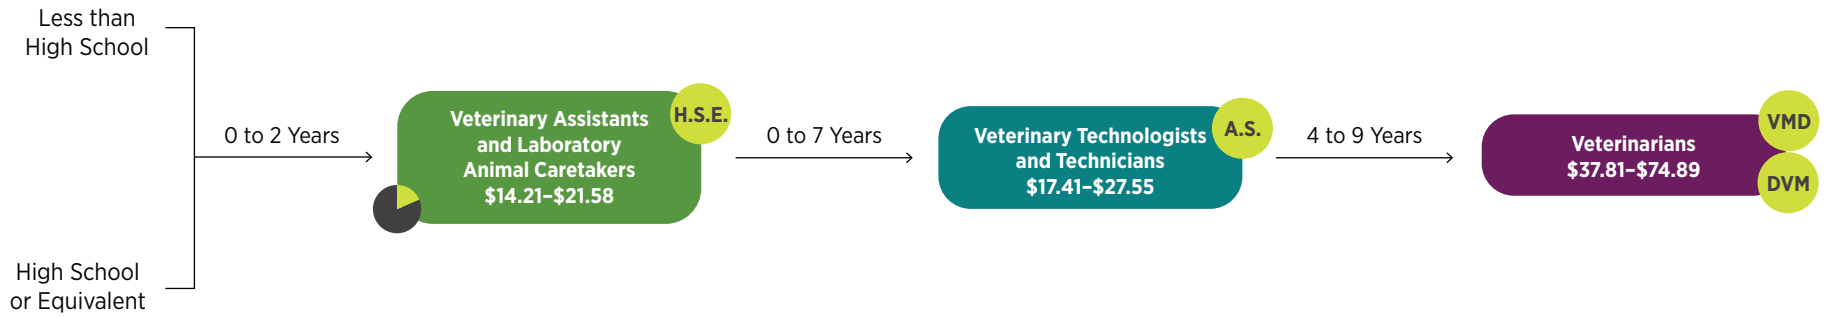 Less than
High School
High School
or Equivalent
0 to 2 Years
Veterinary Assistants
and Laboratory
Animal Caretakers
$14.21–$21.58
H.S.E.
0 to 7 Years
Veterinary Technologists
and Technicians
$17.41–$27.55
A.S.
4 to 9 Years
Veterinarians
$37.81–$74.89
VMD
DVM